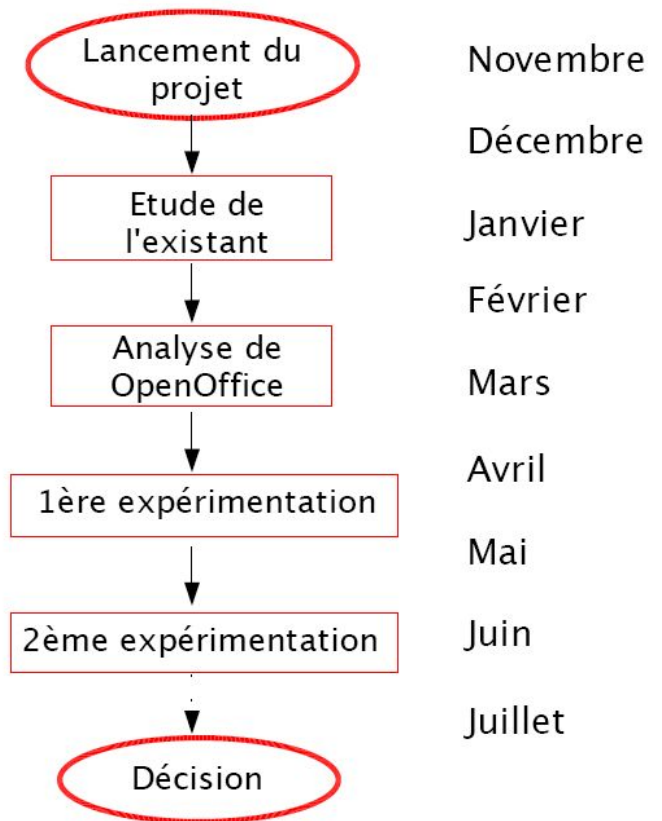 Lancement du
projet
Novembre
Décembre
Etude de
l'existant
Janvier
Février
Analyse de
OpenOffice
Mars
Avril
1ère expérimentation
Mai
2ème expérimentation
Juin
Juillet
Décision